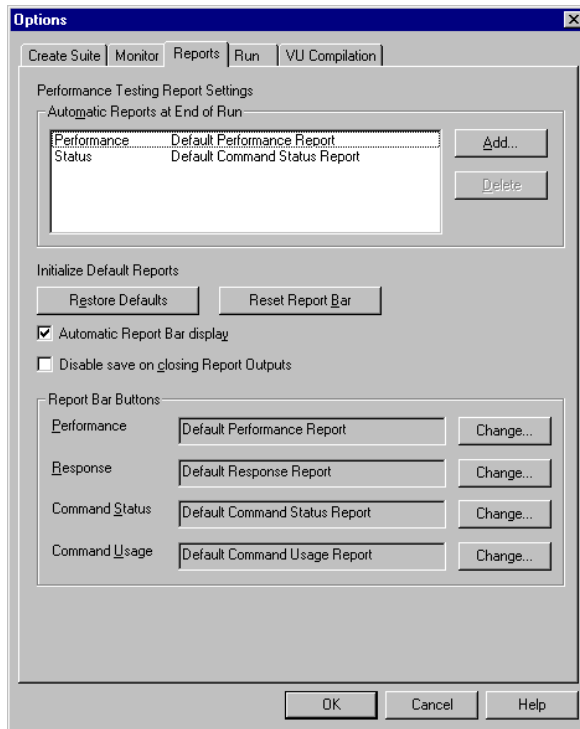 Options
Create Suite Monitor Reports Run VU Compilation
Performance Testing Report Settings
Automatic Reports at End of Run
Performance Default Performance Report
Status Default Command Status Report
Add...
Delete
Initialize Default Reports
Restore Defaults Reset Report Bar
Automatic Report Bar display
Disable save on closing Report Outputs
Report Bar Buttons
Performance Default Performance Report Change...
Response Default Response Report Change...
Command Status Default Command Status Report Change...
Command Usage Default Command Usage Report Change...
OK Cancel Help